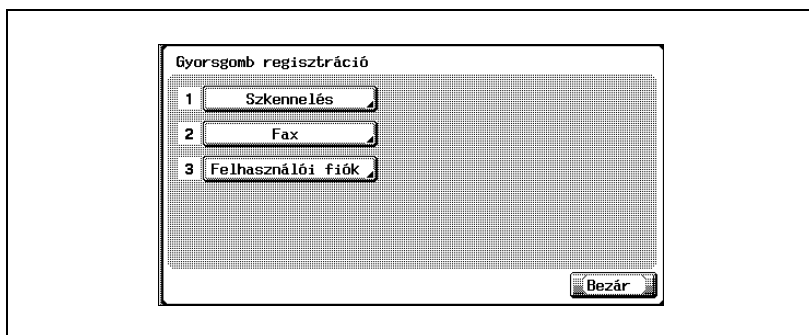 Gyorsgomb regisztráció
1 Szkennelés
2 Fax
3 Felhasználói fiók
Bezár